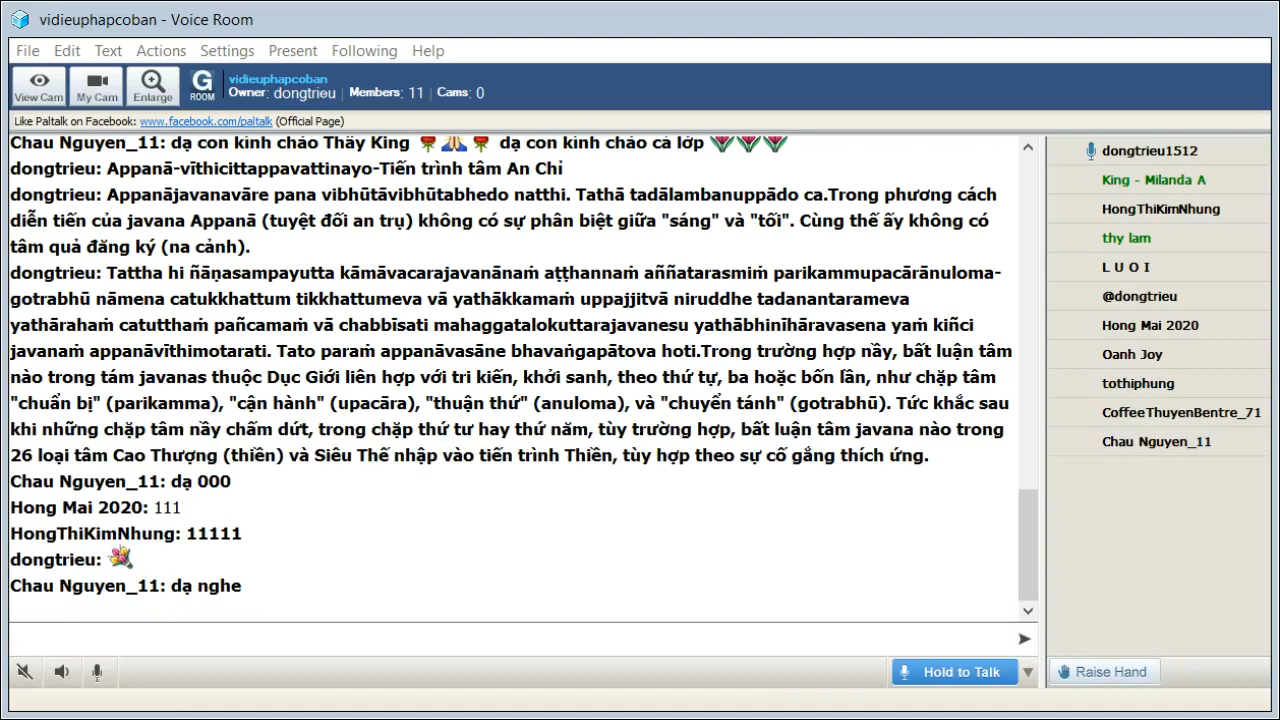 vidieuphapcoban - Voice Room
File Edit Text Actions Settings Present Following Help
View Cam My Cam Enlarge G ROOM
vidieuphapcoban
Owner: dongtrieu | Members: 11 | Cams: 0
Like Paltalk on Facebook: www.facebook.com/paltalk (Official Page)
Chau Nguyen_11: dạ con kính chào Thầy King 🌹🙏🌹 dạ con kính chào cả lớp 🌷🌷🌷
dongtrieu: Appanā-vīthicittappavattinayo-Tiến trình tâm An Chỉ
dongtrieu: Appanājavanavāre pana vibhūtāvibhūtabhedo natthi. Tathā tadālambanuppādo ca.Trong phương cách
diễn tiến của javana Appanā (tuyệt đối an trụ) không có sự phân biệt giữa "sáng" và "tối". Cùng thế ấy không có
tâm quả đăng ký (na cảnh).
dongtrieu: Tattha hi ñāṇasampayutta kāmāvacarajavanānaṁ aṭṭhannaṁ aññatarasmiṁ parikammupacārānuloma-
gotrabhū nāmena catukkhattum tikkhattumeva vā yathākkamaṁ uppajjitvā niruddhe tadanantarameva
yathārahaṁ catutthaṁ pañcamaṁ vā chabbīsati mahaggatalokuttarajavanesu yathābhinīhāravasena yaṁ kiñci
javanaṁ appanāvīthimotarati. Tato paraṁ appanāvasāne bhavaṅgapātova hoti.Trong trường hợp nầy, bất luận tâm
nào trong tám javanas thuộc Dục Giới liên hợp với tri kiến, khởi sanh, theo thứ tự, ba hoặc bốn lần, như chặp tâm
"chuẩn bị" (parikamma), "cận hành" (upacāra), "thuận thứ" (anuloma), và "chuyển tánh" (gotrabhū). Tức khắc sau
khi những chặp tâm nầy chấm dứt, trong chặp thứ tư hay thứ năm, tùy trường hợp, bất luận tâm javana nào trong
26 loại tâm Cao Thượng (thiền) và Siêu Thế nhập vào tiến trình Thiền, tùy hợp theo sự cố gắng thích ứng.
Chau Nguyen_11: dạ 000
Hong Mai 2020: 111
HongThiKimNhung: 11111
dongtrieu: 💐
Chau Nguyen_11: dạ nghe
dongtrieu1512
King - Milanda A
HongThiKimNhung
thy lam
L U O I
@dongtrieu
Hong Mai 2020
Oanh Joy
tothiphung
CoffeeThuyenBentre_71
Chau Nguyen_11
Hold to Talk
Raise Hand